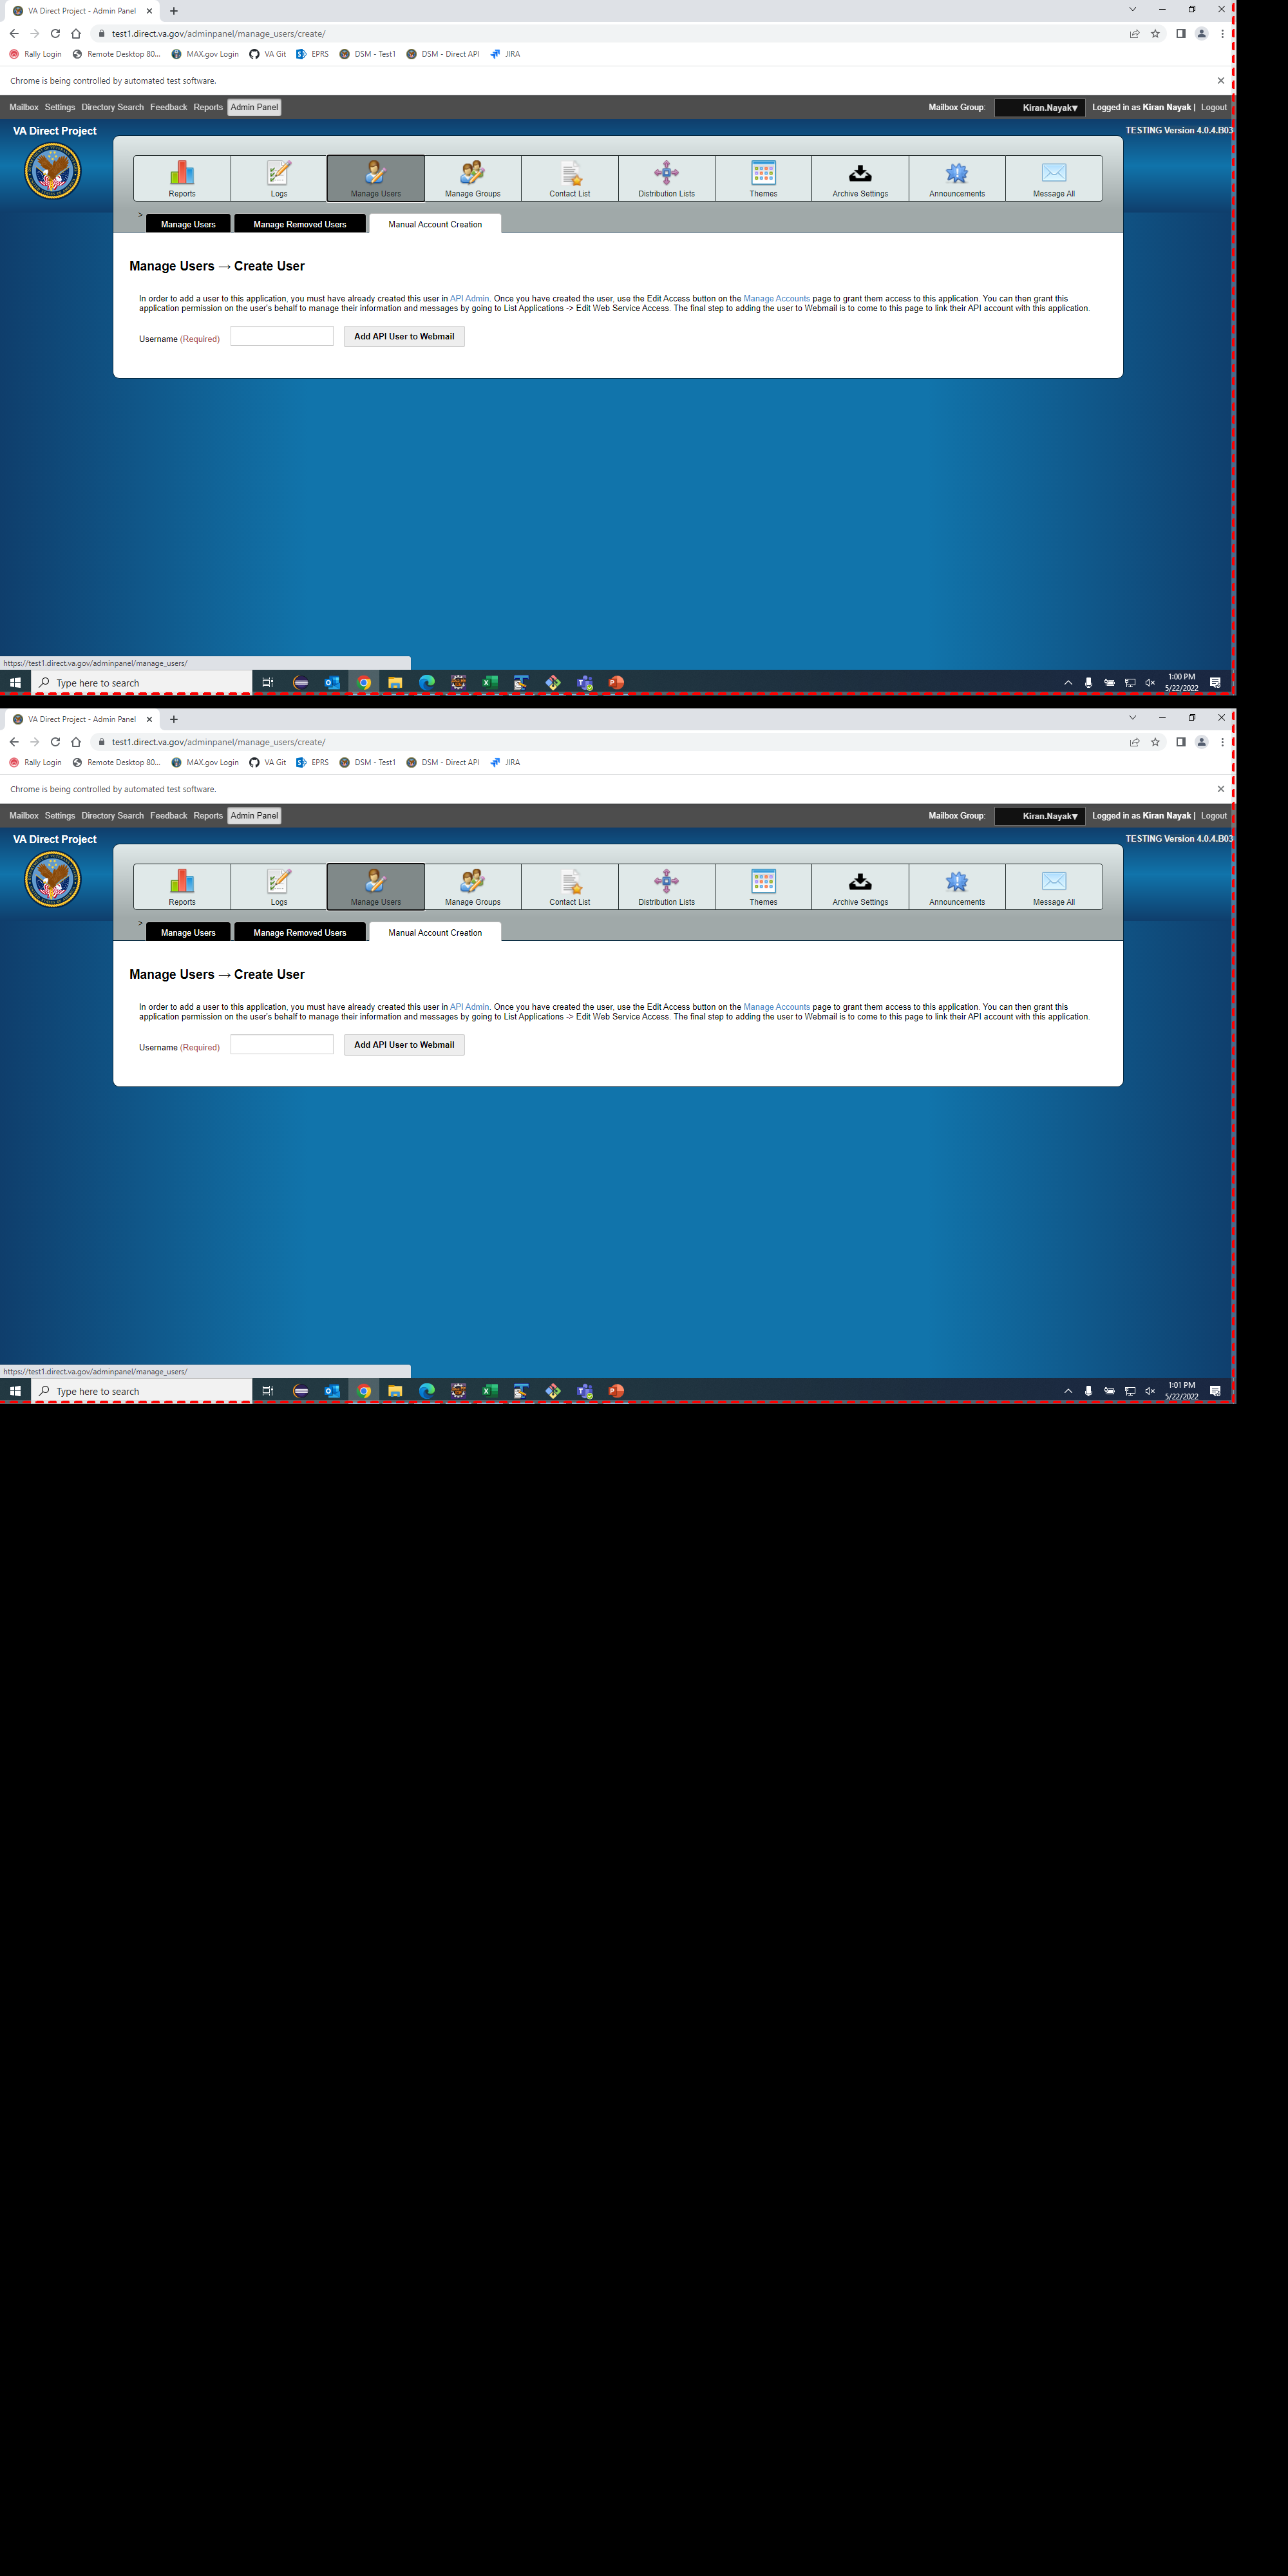 VA Direct Project - Admin Panel
test1.direct.va.gov/adminpanel/manage_users/create/
Rally Login Remote Desktop 80... MAX.gov Login VA Git EPRS DSM - Test1 DSM - Direct API JIRA
Chrome is being controlled by automated test software.
Mailbox Settings Directory Search Feedback Reports Admin Panel Mailbox Group: Kiran.Nayak▼ Logged in as Kiran Nayak | Logout
VA Direct Project TESTING Version 4.0.4.B03
Reports Logs Manage Users Manage Groups Contact List Distribution Lists Themes Archive Settings Announcements Message All
> Manage Users Manage Removed Users Manual Account Creation
Manage Users → Create User
In order to add a user to this application, you must have already created this user in API Admin. Once you have created the user, use the Edit Access button on the Manage Accounts page to grant them access to this application. You can then grant this
application permission on the user's behalf to manage their information and messages by going to List Applications -> Edit Web Service Access. The final step to adding the user to Webmail is to come to this page to link their API account with this application.
Username (Required) Add API User to Webmail
https://test1.direct.va.gov/adminpanel/manage_users/
Type here to search
1:00 PM
5/22/2022
VA Direct Project - Admin Panel
test1.direct.va.gov/adminpanel/manage_users/create/
Rally Login Remote Desktop 80... MAX.gov Login VA Git EPRS DSM - Test1 DSM - Direct API JIRA
Chrome is being controlled by automated test software.
Mailbox Settings Directory Search Feedback Reports Admin Panel Mailbox Group: Kiran.Nayak▼ Logged in as Kiran Nayak | Logout
VA Direct Project TESTING Version 4.0.4.B03
Reports Logs Manage Users Manage Groups Contact List Distribution Lists Themes Archive Settings Announcements Message All
> Manage Users Manage Removed Users Manual Account Creation
Manage Users → Create User
In order to add a user to this application, you must have already created this user in API Admin. Once you have created the user, use the Edit Access button on the Manage Accounts page to grant them access to this application. You can then grant this
application permission on the user's behalf to manage their information and messages by going to List Applications -> Edit Web Service Access. The final step to adding the user to Webmail is to come to this page to link their API account with this application.
Username (Required) Add API User to Webmail
https://test1.direct.va.gov/adminpanel/manage_users/
Type here to search
1:01 PM
5/22/2022